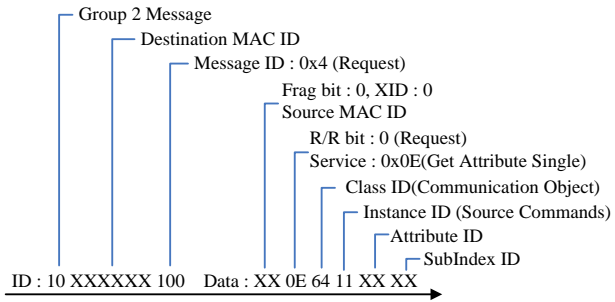 Group 2 Message
Destination MAC ID
Message ID : 0x4 (Request)
Frag bit : 0, XID : 0
Source MAC ID
R/R bit : 0 (Request)
Service : 0x0E(Get Attribute Single)
Class ID(Communication Object)
Instance ID (Source Commands)
Attribute ID
SubIndex ID
ID : 10 XXXXXX 100 Data : XX 0E 64 11 XX XX